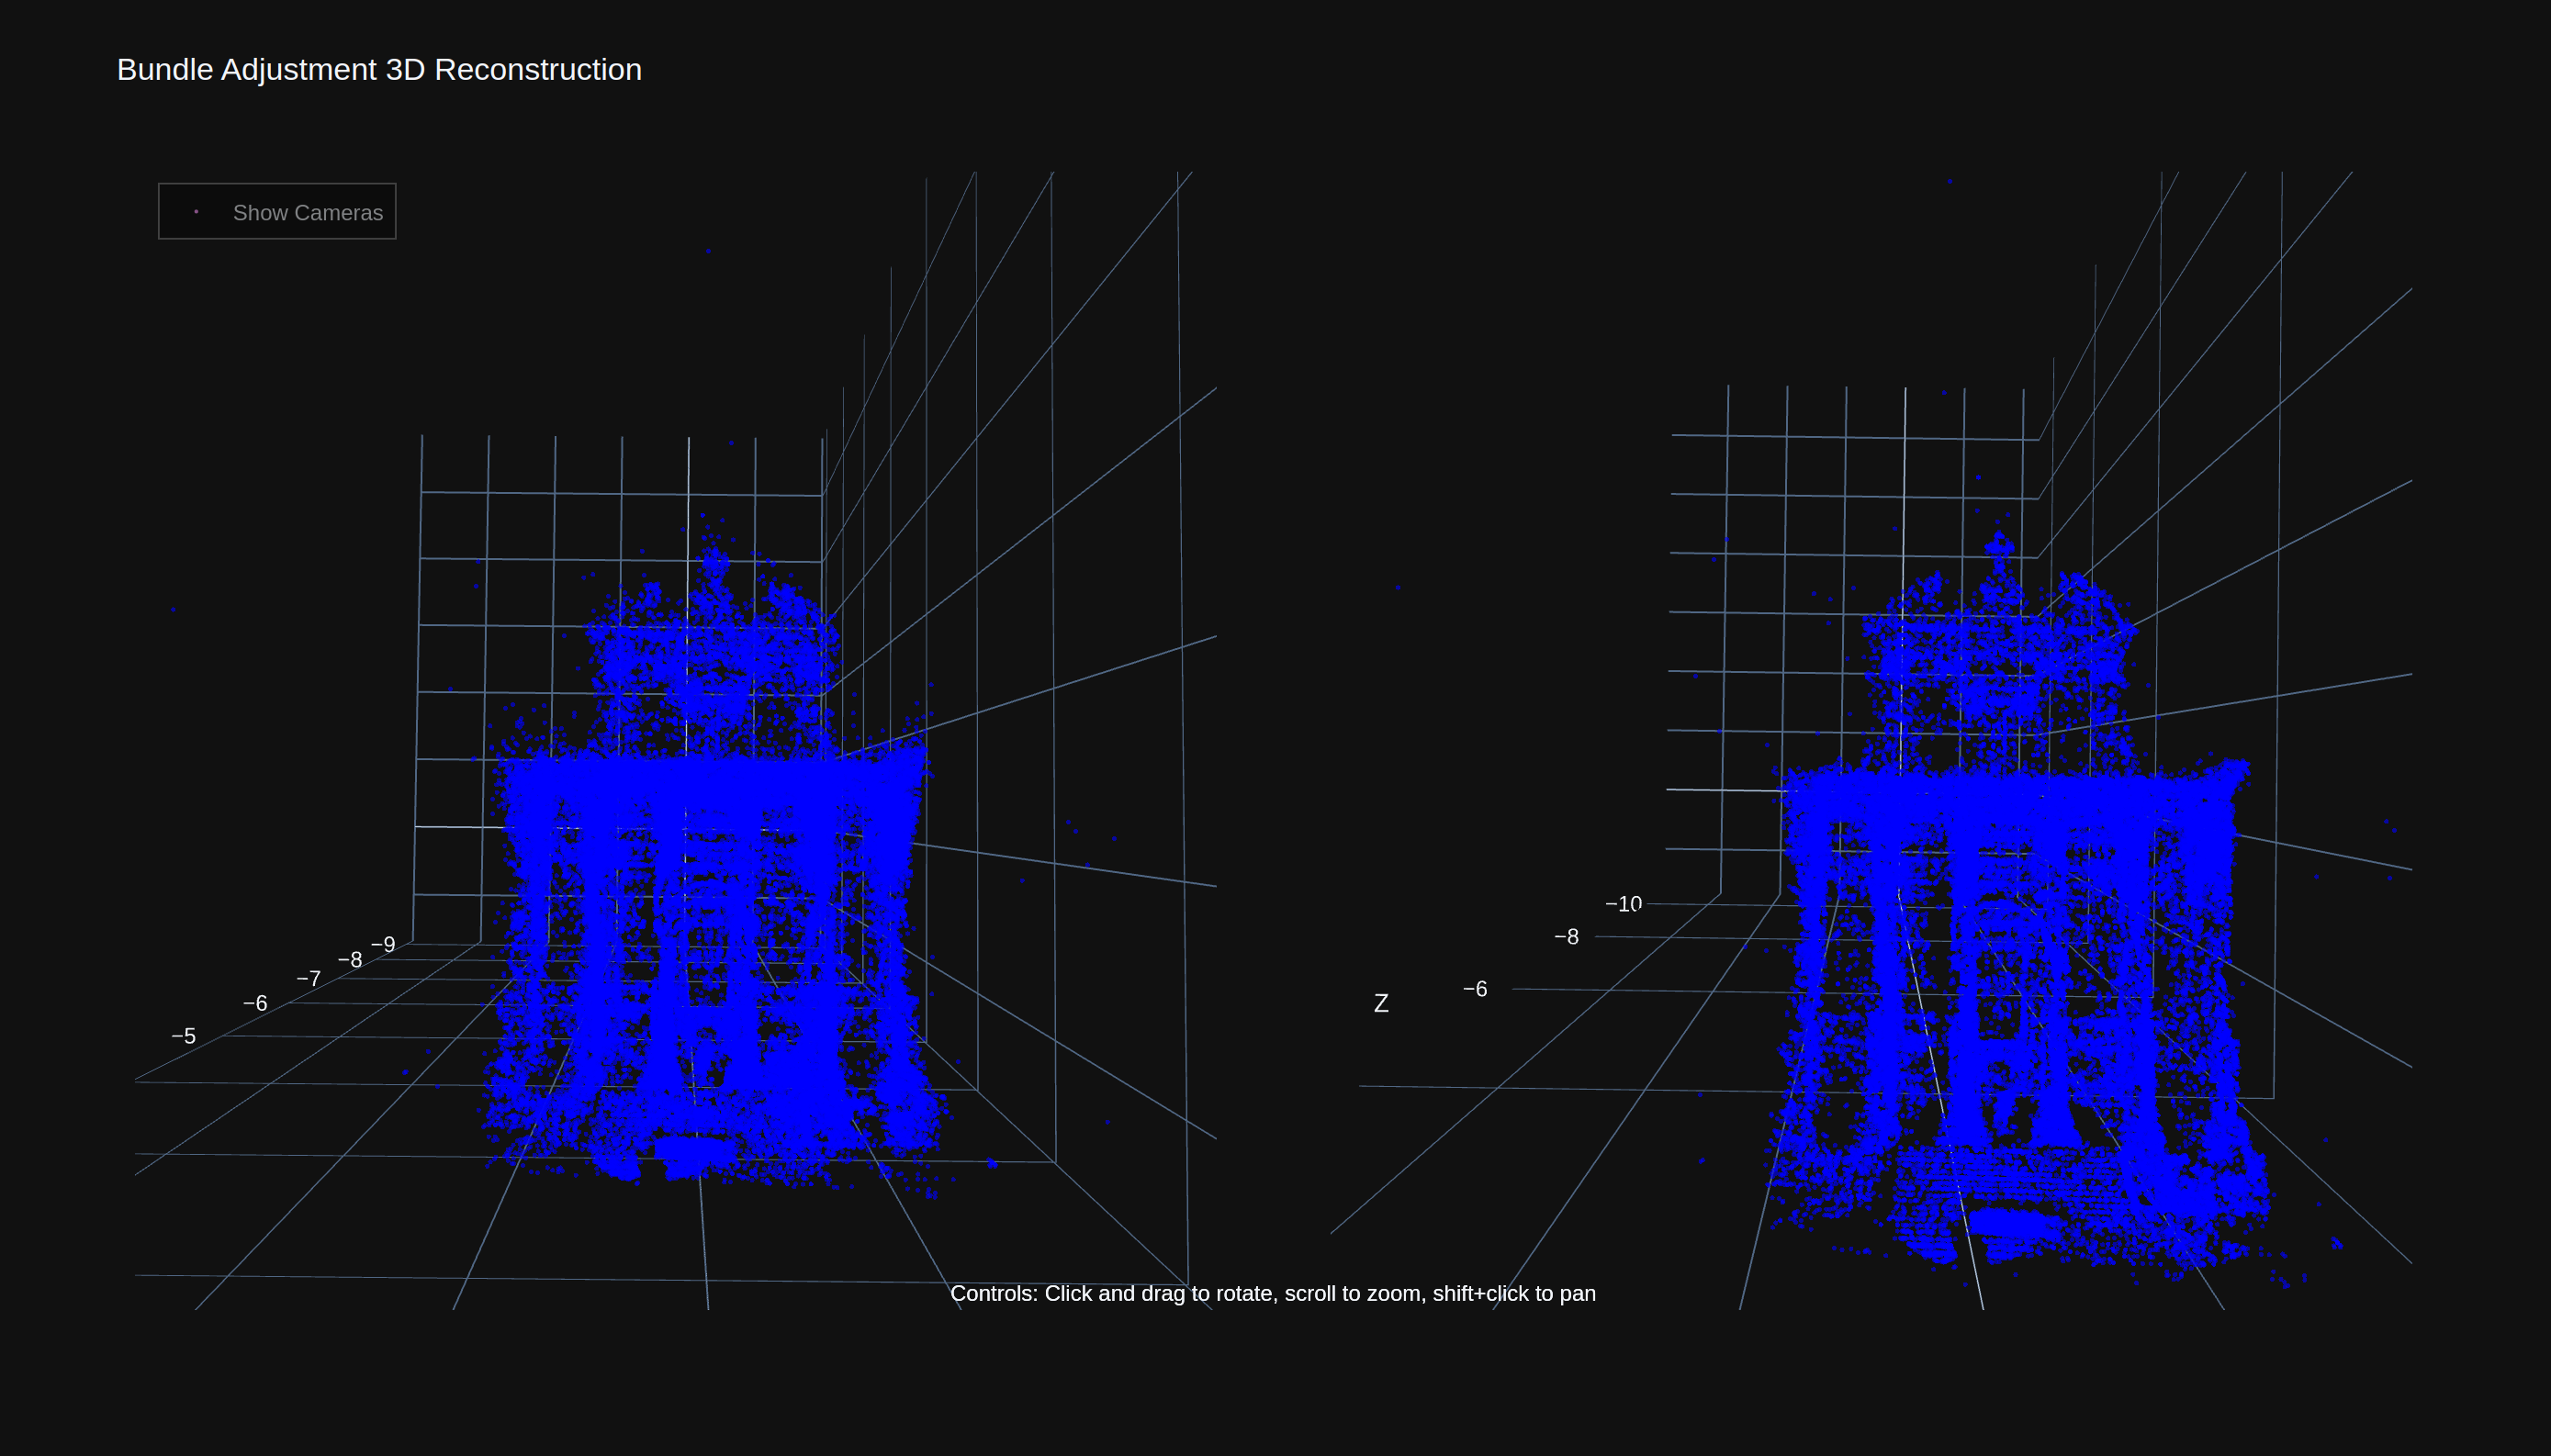 Bundle Adjustment 3D Reconstruction
Show Cameras
−9
−8
−7
−6
−5
−10
−8
−6
Z
Controls: Click and drag to rotate, scroll to zoom, shift+click to pan